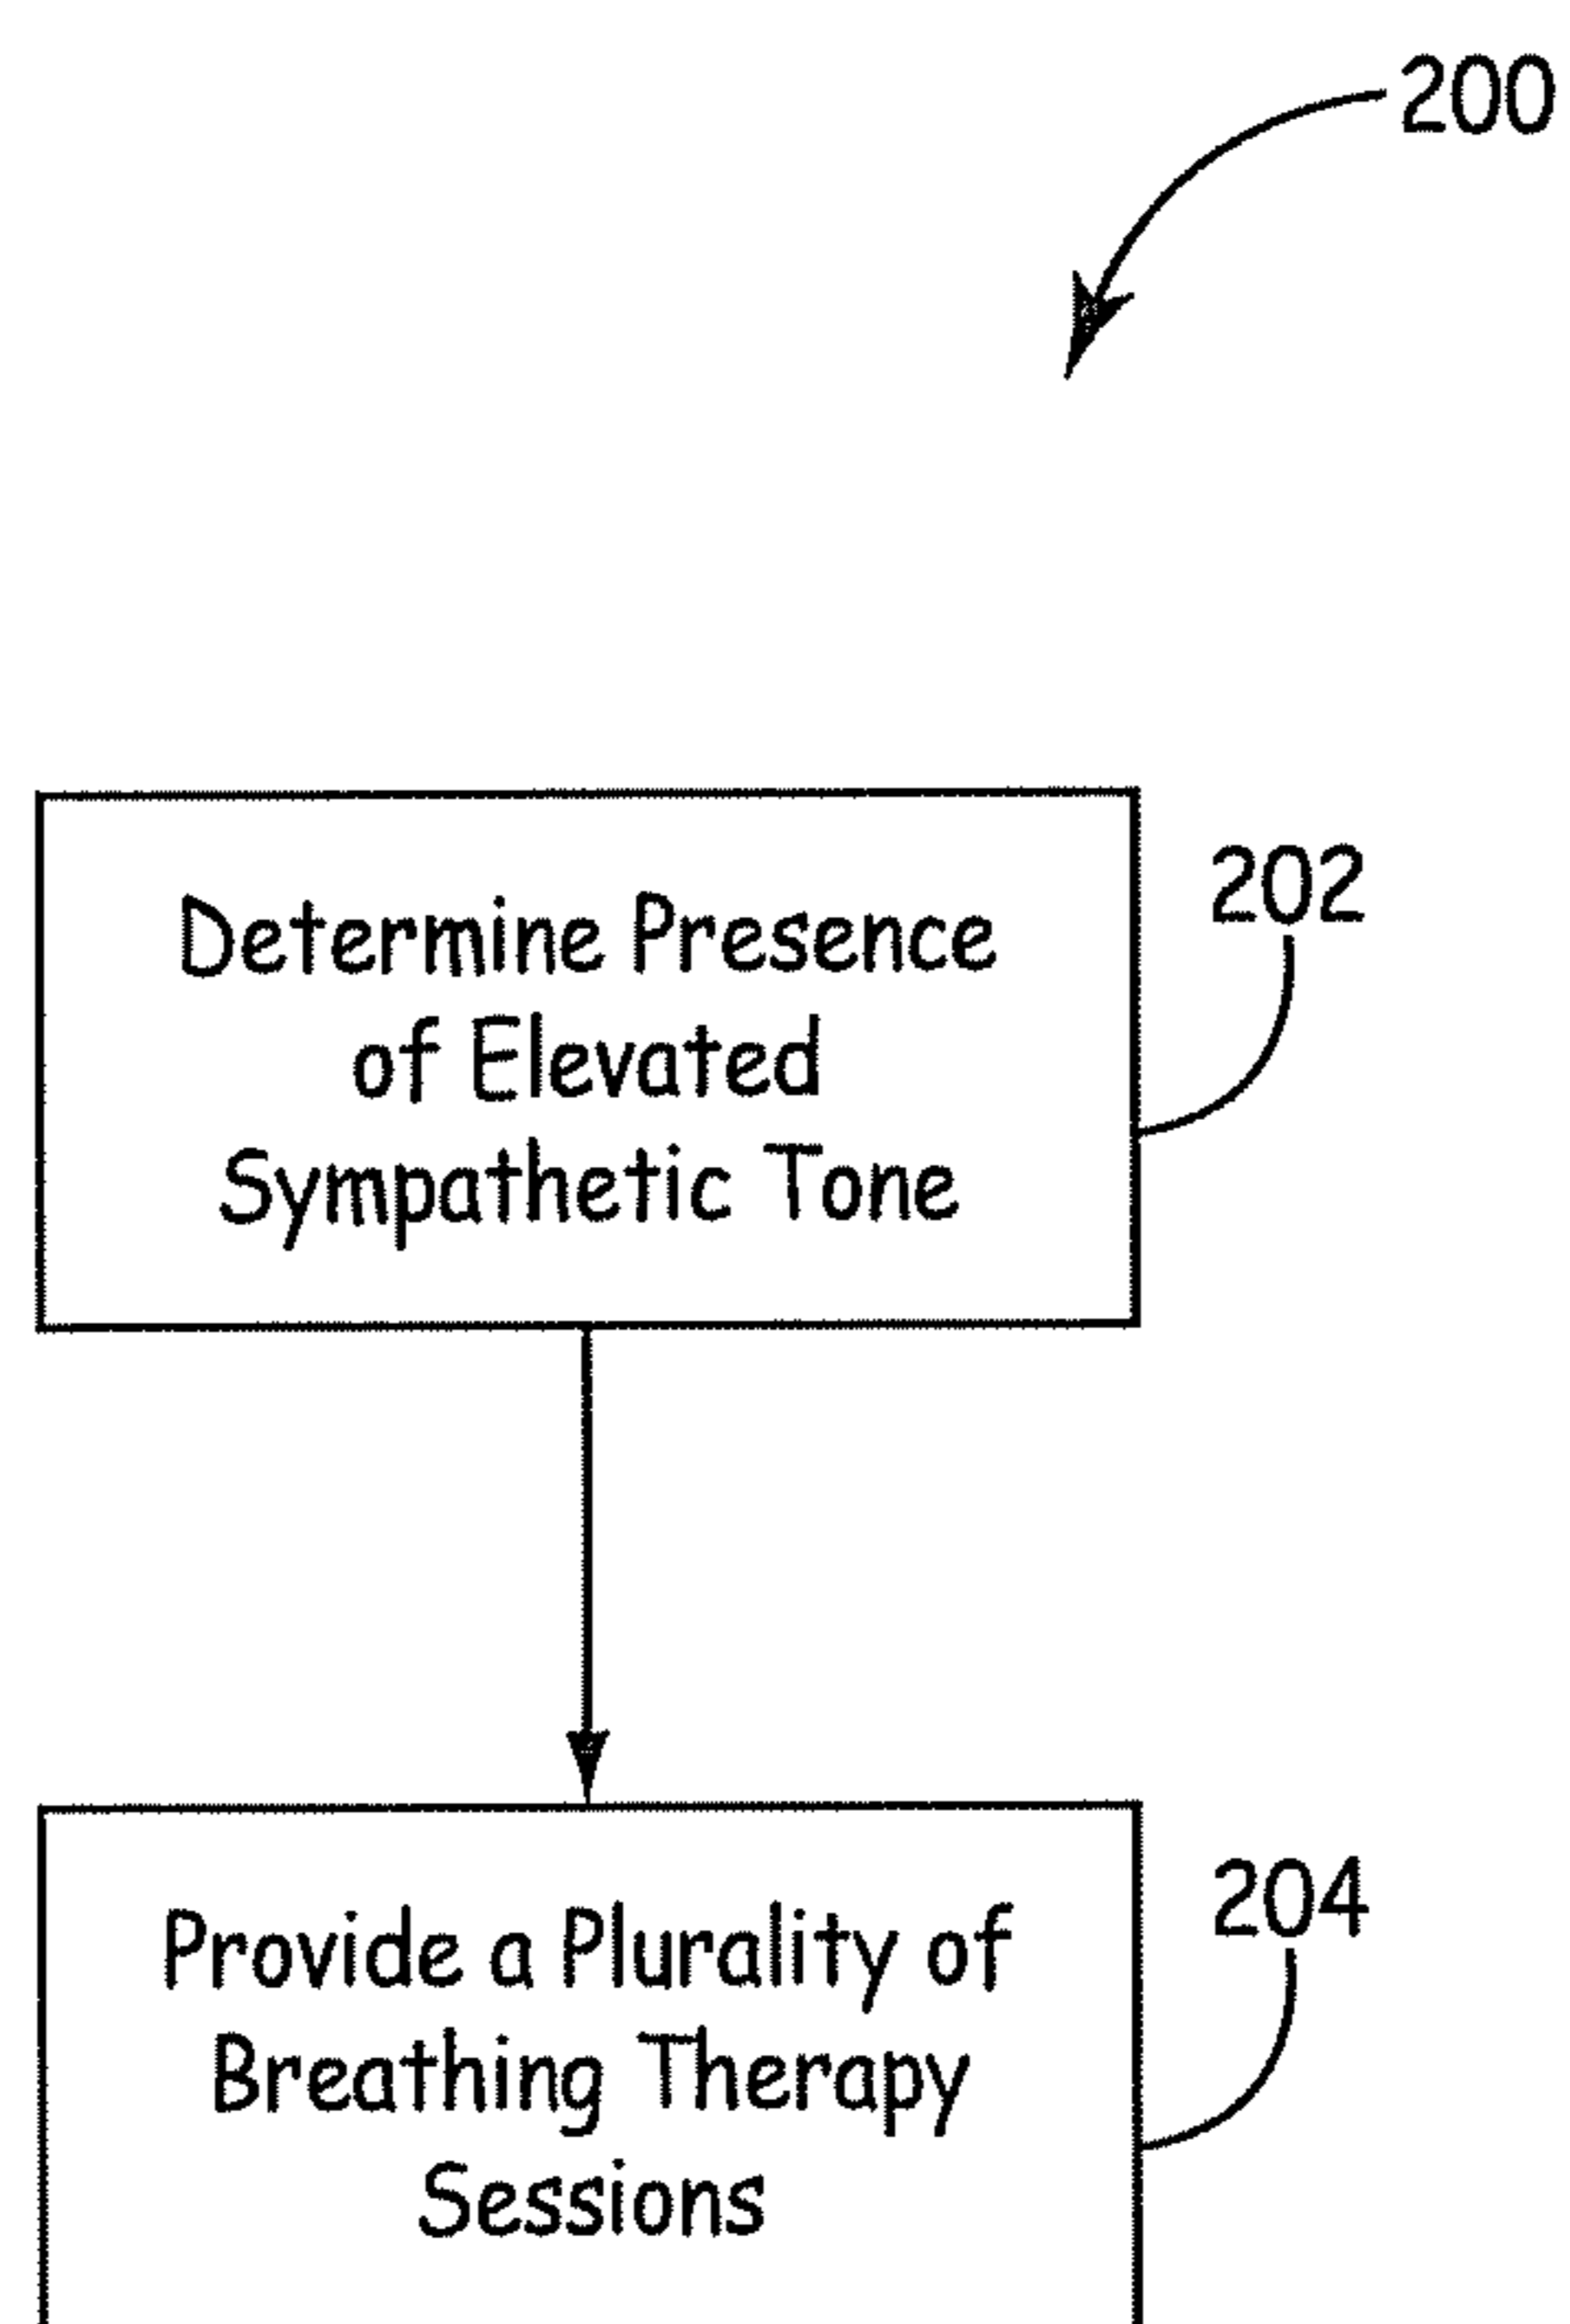 200
Determine Presence
of Elevated
Sympathetic Tone
202
Provide a Plurality of
Breathing Therapy
Sessions
204